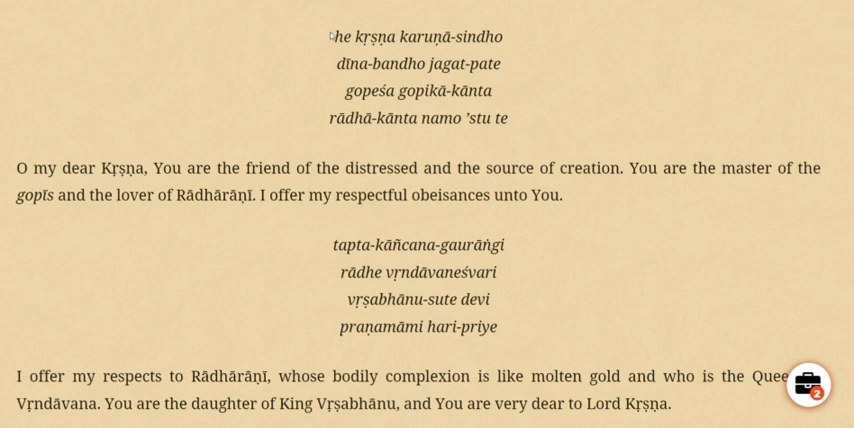 he kṛṣṇa karuṇā-sindho
dīna-bandho jagat-pate
gopeśa gopikā-kānta
rādhā-kānta namo ’stu te
O my dear Kṛṣṇa, You are the friend of the distressed and the source of creation. You are the master of the
gopīs and the lover of Rādhārāṇī. I offer my respectful obeisances unto You.
tapta-kāñcana-gaurāṅgi
rādhe vṛndāvaneśvari
vṛṣabhānu-sute devi
praṇamāmi hari-priye
I offer my respects to Rādhārāṇī, whose bodily complexion is like molten gold and who is the
Vṛndāvana. You are the daughter of King Vṛṣabhānu, and You are very dear to Lord Kṛṣṇa.
2